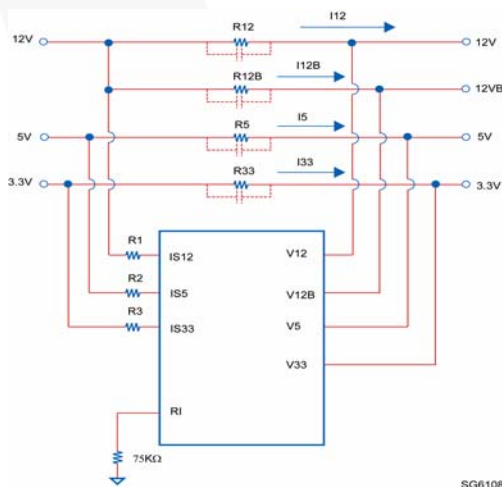 I12
12V
R12
12V
I12B
R12B
12VB
I5
5V
R5
5V
I33
3.3V
R33
3.3V
R1
IS12
V12
R2
IS5
V12B
R3
IS33
V5
V33
RI
75KΩ
SG6108